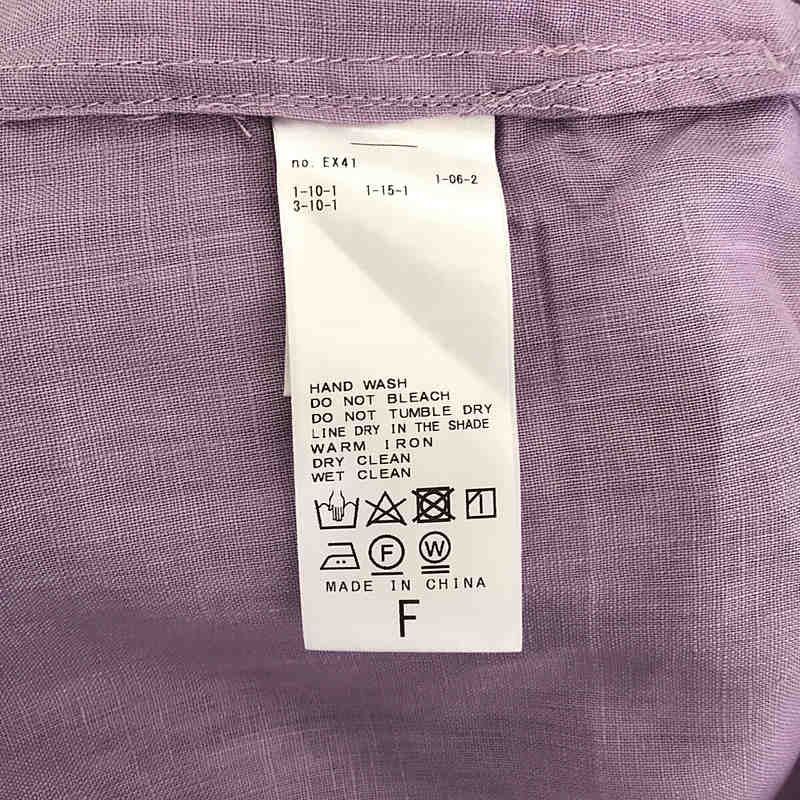 no. EX41
1-06-2
1-10-1 1-15-1
3-10-1
HAND WASH
DO NOT BLEACH
DO NOT TUMBLE DRY
LINE DRY IN THE SHADE
WARM IRON
DRY CLEAN
WET CLEAN
F W
MADE IN CHINA
F